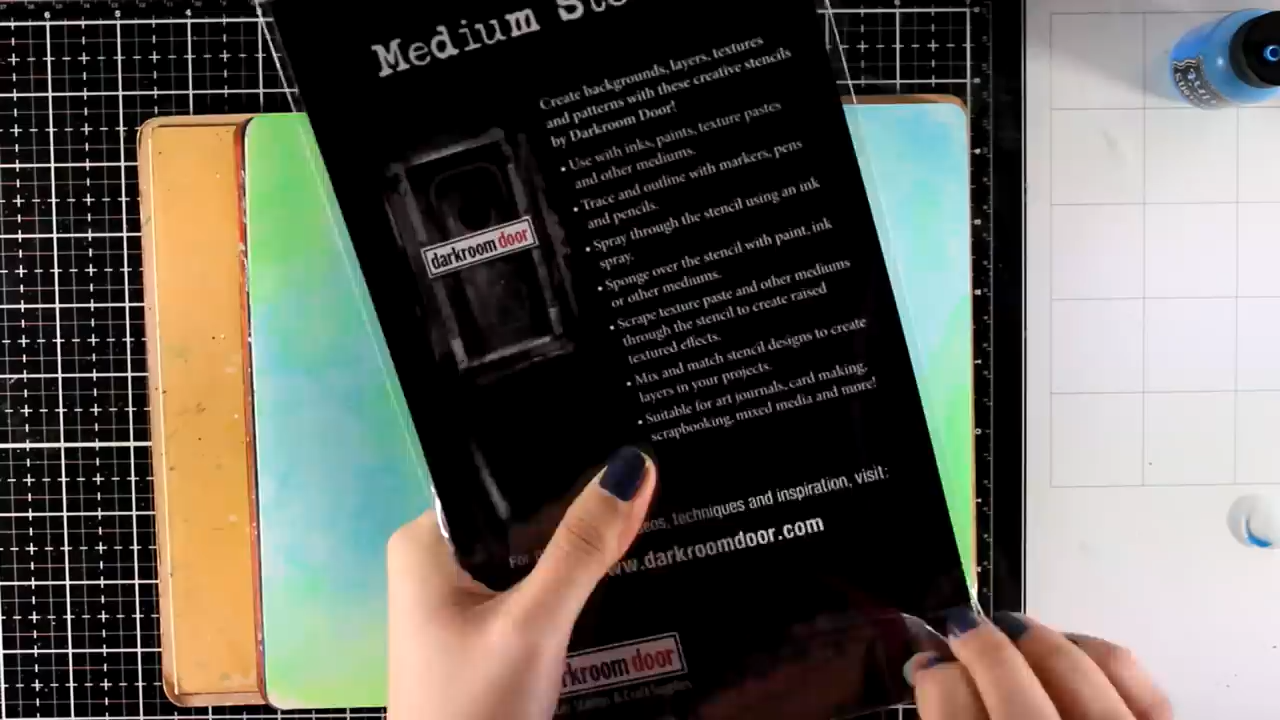 Medium
Create backgrounds, layers, textures
and patterns with these creative stencils
by Darkroom Door!
• Use with inks, paints, texture pastes
and other mediums.
• Trace and outline with markers, pens
and pencils.
• Spray through the stencil using an ink
spray.
• Sponge over the stencil with paint, ink
or other mediums.
• Scrape texture paste and other mediums
through the stencil to create raised
textured effects.
• Mix and match stencil designs to create
layers in your projects.
• Suitable for art journals, card making,
scrapbooking, mixed media and more!
darkroom door
For
techniques and inspiration, visit:
www.darkroomdoor.com
door
& Craft Supplies